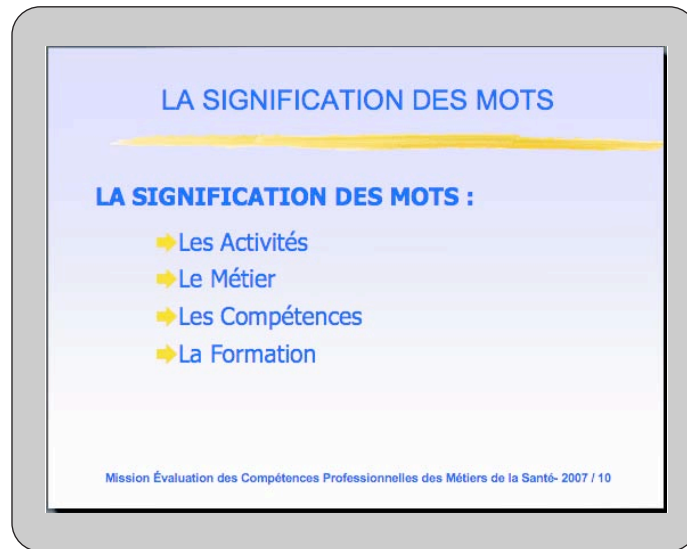 LA SIGNIFICATION DES MOTS
LA SIGNIFICATION DES MOTS :
Les Activités
Le Métier
Les Compétences
La Formation
Mission Évaluation des Compétences Professionnelles des Métiers de la Santé- 2007 / 10